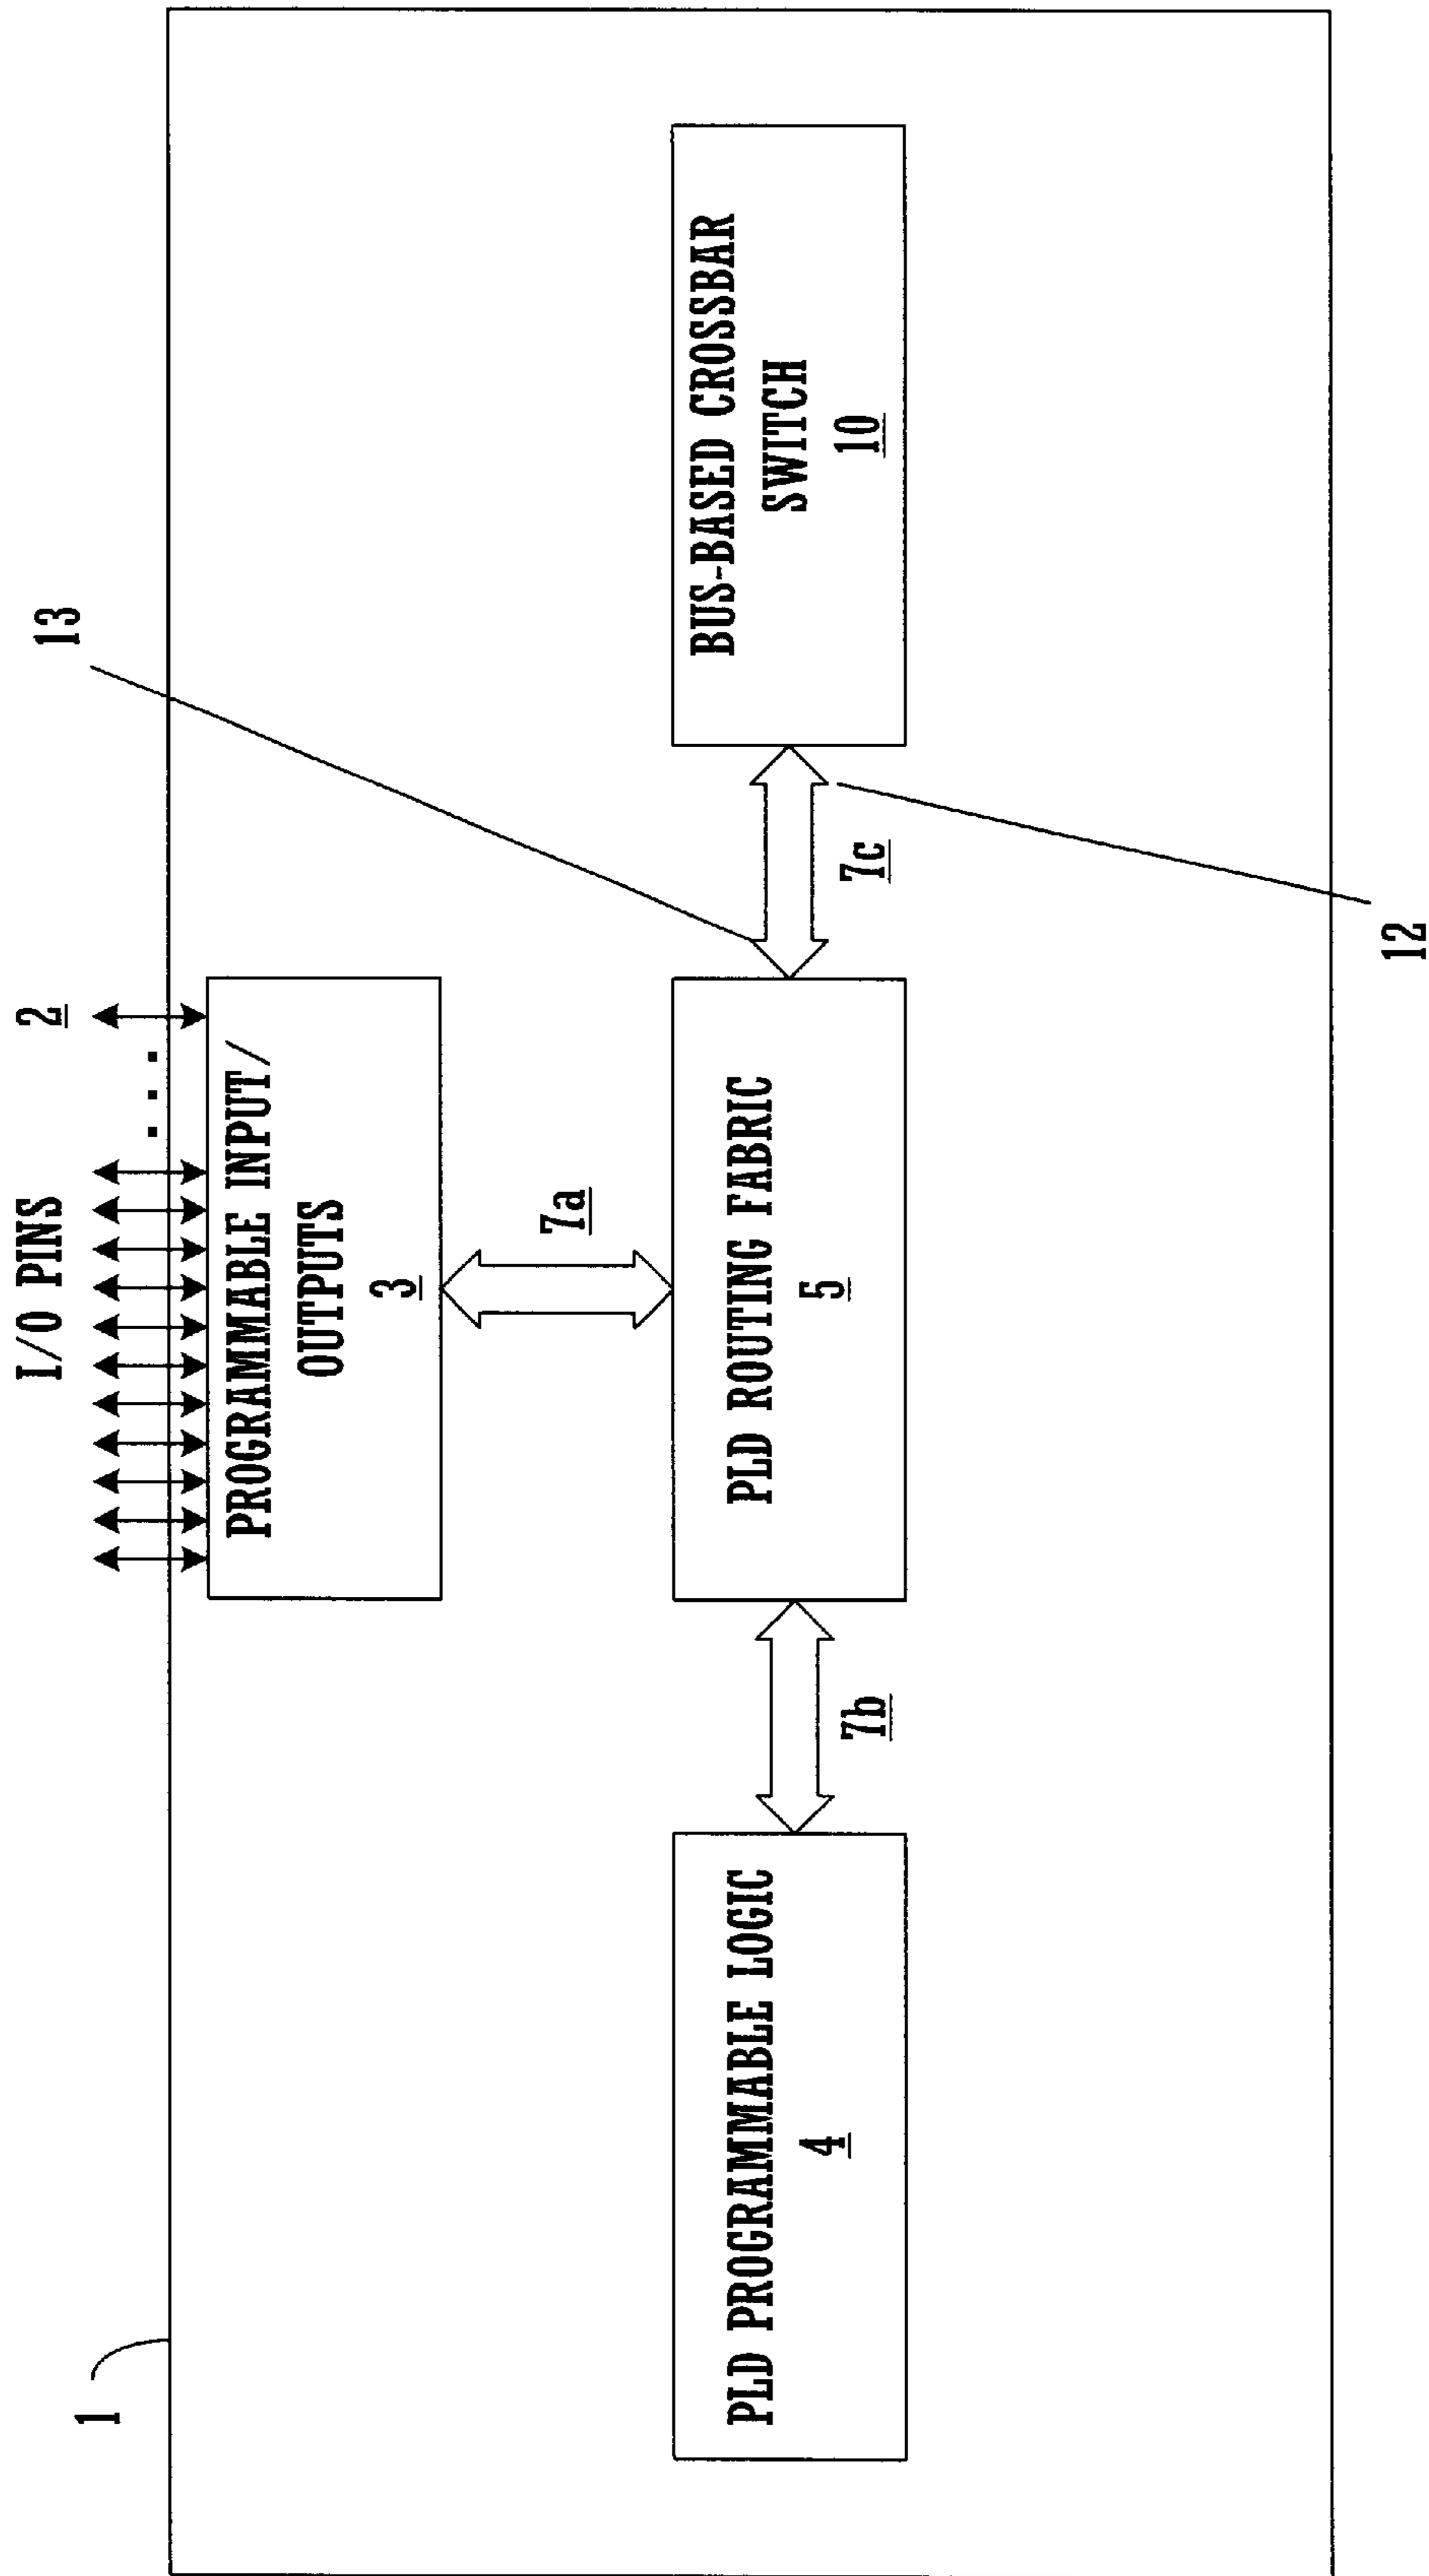 I/O PINS
2
1
PROGRAMMABLE INPUT/
OUTPUTS
3
13
7a
PLD PROGRAMMABLE LOGIC
4
7b
PLD ROUTING FABRIC
5
7c
BUS-BASED CROSSBAR
SWITCH
10
12